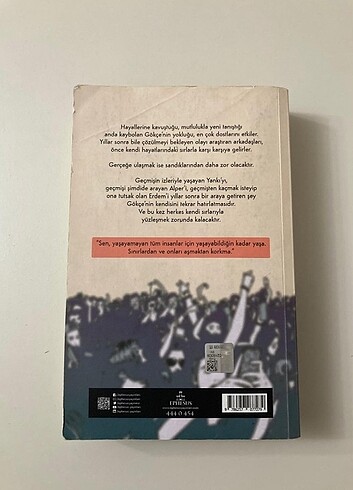 Hayallerine kavuştuğu, mutlulukla yeni tanıştığı
anda kaybolan Gökçe'nin yokluğu, en çok dostlarını etkiler.
Yıllar sonra bile çözülmeyi bekleyen olayı araştıran arkadaşları,
önce kendi hayatlarındaki sırlarla karşı karşıya gelirler.
Gerçeğe ulaşmak ise sandıklarından daha zor olacaktır.
Geçmişin izleriyle yaşayan Yankı'yı,
geçmişi şimdide arayan Alper'i, geçmişten kaçmak isteyip
ona tutsak olan Erdem'i yıllar sonra bir araya getiren şey
Gökçe'nin kendisini tekrar hatırlatmasıdır.
Ve bu kez herkes kendi sırlarıyla
yüzleşmek zorunda kalacaktır.
"Sen, yaşayamayan tüm insanlar için yaşayabildiğin kadar yaşa.
Sınırlardan ve onları aşmaktan korkma."
EPHESUS
444 0 454